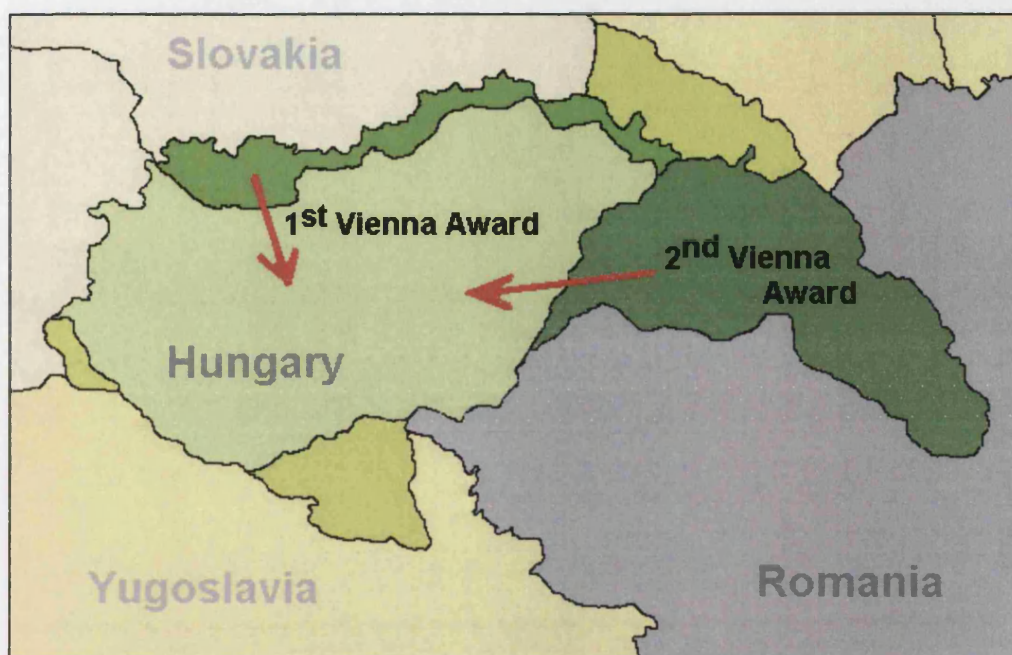 Slovakia
1st Vienna Award
2nd Vienna
Award
Hungary
Yugoslavia
Romania